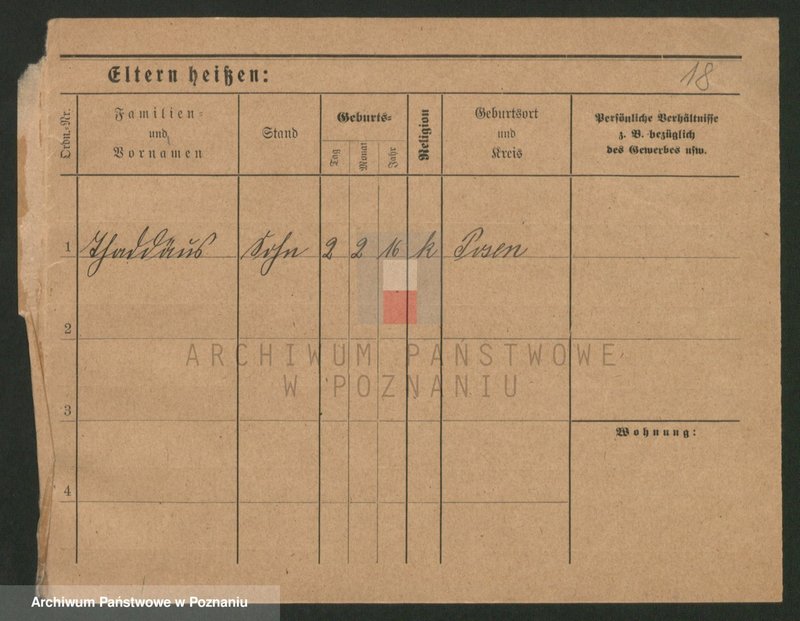 18
Eltern heißen:
Ordn.-Nr.
Familien-
und
Vornamen
Stand
Geburts-
Tag
Monat
Jahr
Religion
Geburtsort
und
Kreis
Persönliche Verhältnisse
z. B. bezüglich
des Gewerbes usw.
1 Thaddäus Sohn 2 2 16 k Posen
2
ARCHIWUM PAŃSTWOWE
W POZNANIU
3
Wohnung:
4
Archiwum Państwowe w Poznaniu